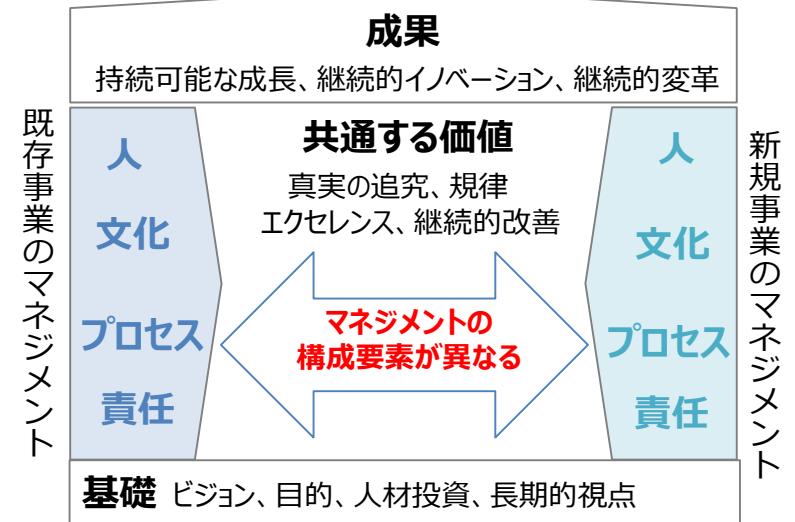 成果
持続可能な成長、継続的イノベーション、継続的変革
既存事業のマネジメント
人
文化
プロセス
責任
共通する価値
真実の追究、規律
エクセレンス、継続的改善
マネジメントの
構成要素が異なる
人
文化
プロセス
責任
新規事業のマネジメント
基礎 ビジョン、目的、人材投資、長期的視点